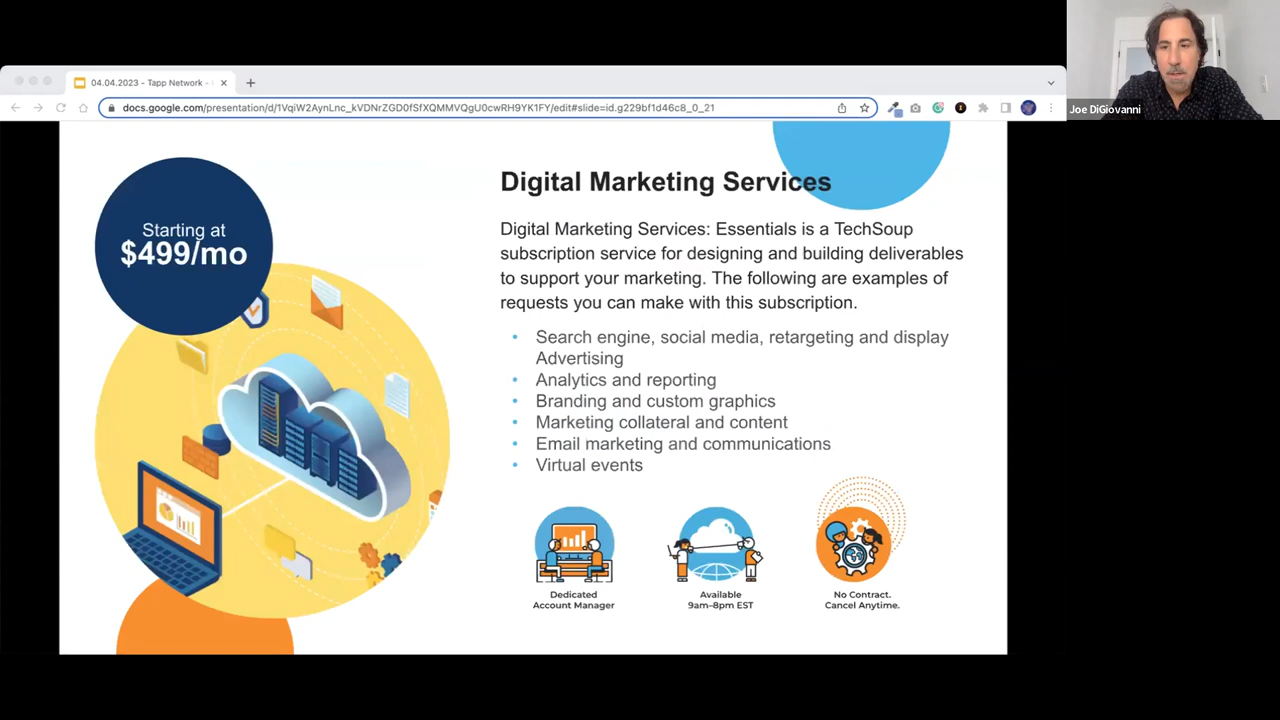 04.04.2023 - Tapp Network -
docs.google.com/presentation/d/1VqiW2AynLnc_kVDNrZGD0fSfXQMMVQgU0cwRH9YK1FY/edit#slide=id.g229bf1d46c8_0_21
Joe DiGiovanni
Starting at
$499/mo
Digital Marketing Services
Digital Marketing Services: Essentials is a TechSoup
subscription service for designing and building deliverables
to support your marketing. The following are examples of
requests you can make with this subscription.
• Search engine, social media, retargeting and display
Advertising
• Analytics and reporting
• Branding and custom graphics
• Marketing collateral and content
• Email marketing and communications
• Virtual events
Dedicated
Account Manager
Available
9am–8pm EST
No Contract.
Cancel Anytime.